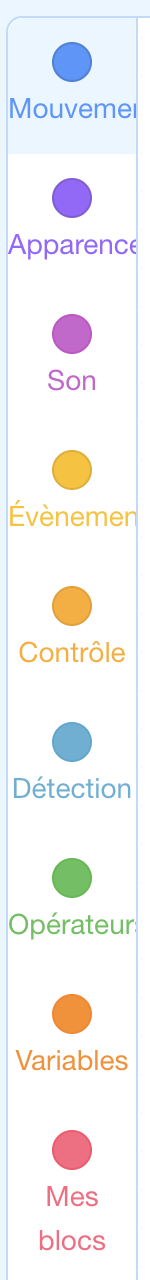 Mouvemen
Apparence
Son
Évènemen
Contrôle
Détection
Opérateurs
Variables
Mes
blocs